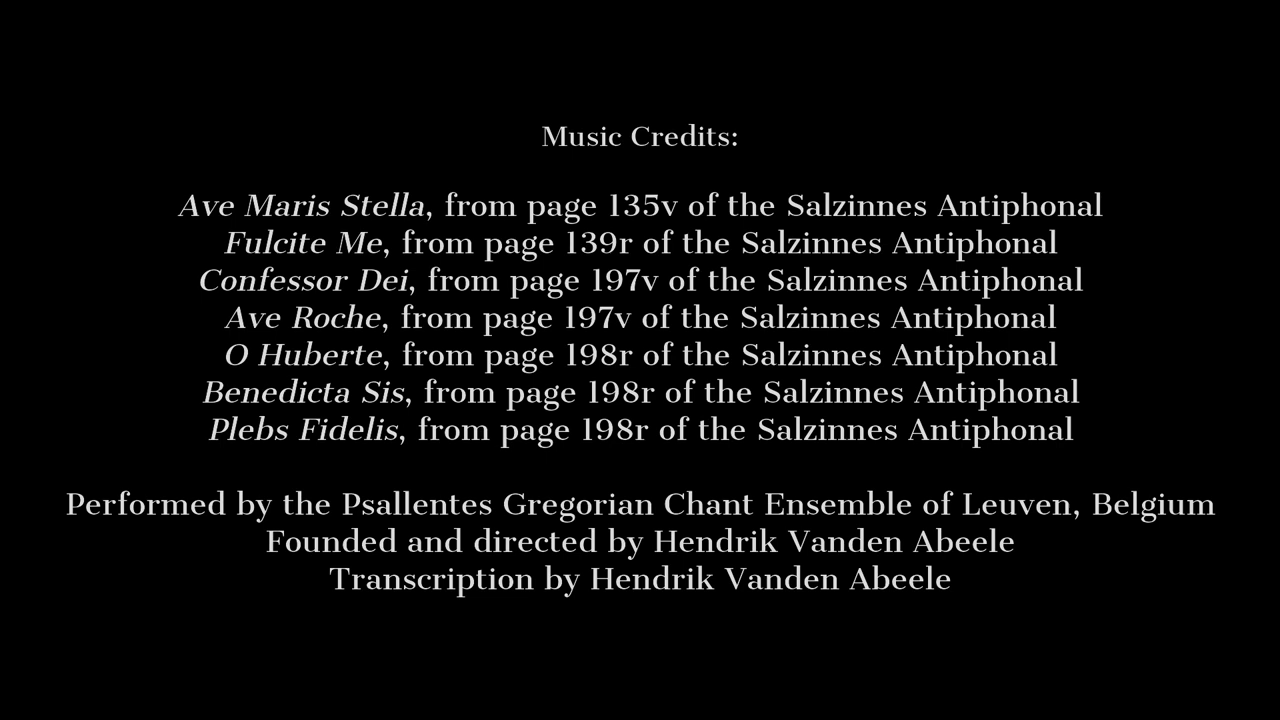 Music Credits:
Ave Maris Stella, from page 135v of the Salzinnes Antiphonal
Fulcite Me, from page 139r of the Salzinnes Antiphonal
Confessor Dei, from page 197v of the Salzinnes Antiphonal
Ave Roche, from page 197v of the Salzinnes Antiphonal
O Huberte, from page 198r of the Salzinnes Antiphonal
Benedicta Sis, from page 198r of the Salzinnes Antiphonal
Plebs Fidelis, from page 198r of the Salzinnes Antiphonal
Performed by the Psallentes Gregorian Chant Ensemble of Leuven, Belgium
Founded and directed by Hendrik Vanden Abeele
Transcription by Hendrik Vanden Abeele